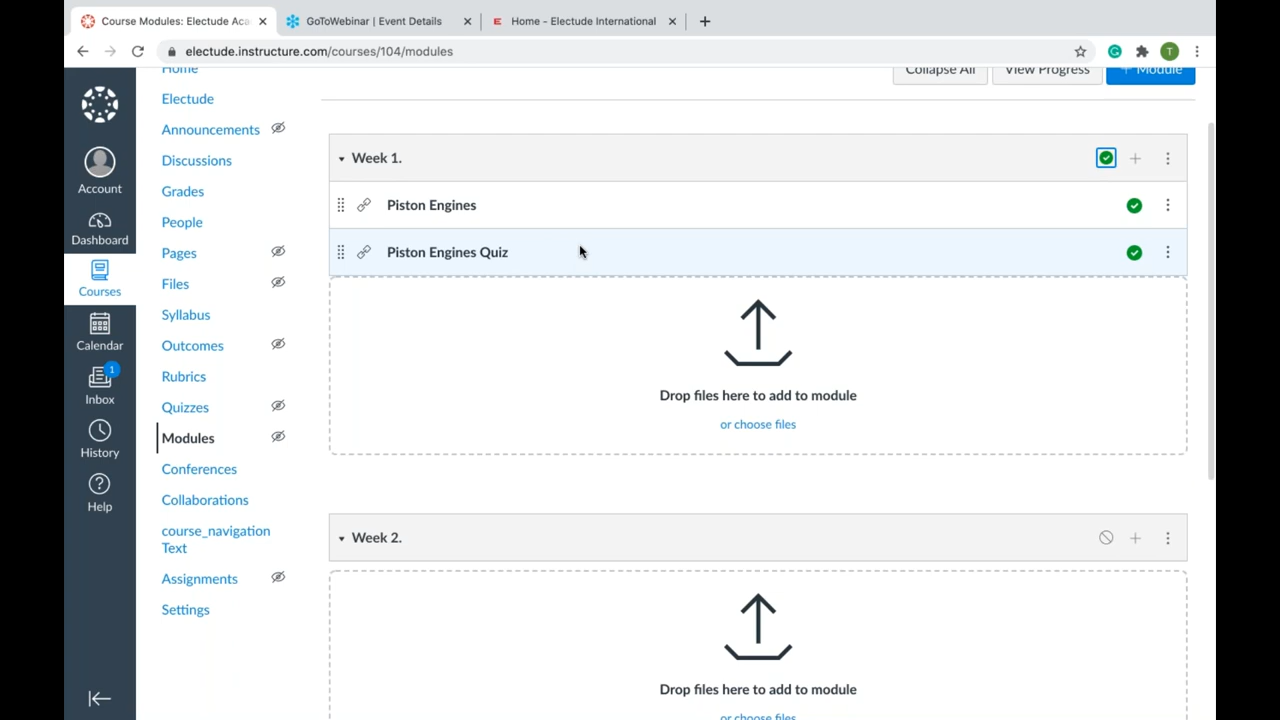 Course Modules: Electude Aca
GoToWebinar | Event Details
E Home - Electude International
electude.instructure.com/courses/104/modules
G
T
Home
Collapse All
View Progress
+ Module
Electude
Announcements
Discussions
Grades
People
Pages
Files
Syllabus
Outcomes
Rubrics
Quizzes
Modules
Conferences
Collaborations
course_navigation
Text
Assignments
Settings
Account
Dashboard
Courses
Calendar
1
Inbox
History
Help
Week 1.
Piston Engines
Piston Engines Quiz
Drop files here to add to module
or choose files
Week 2.
Drop files here to add to module
or choose files